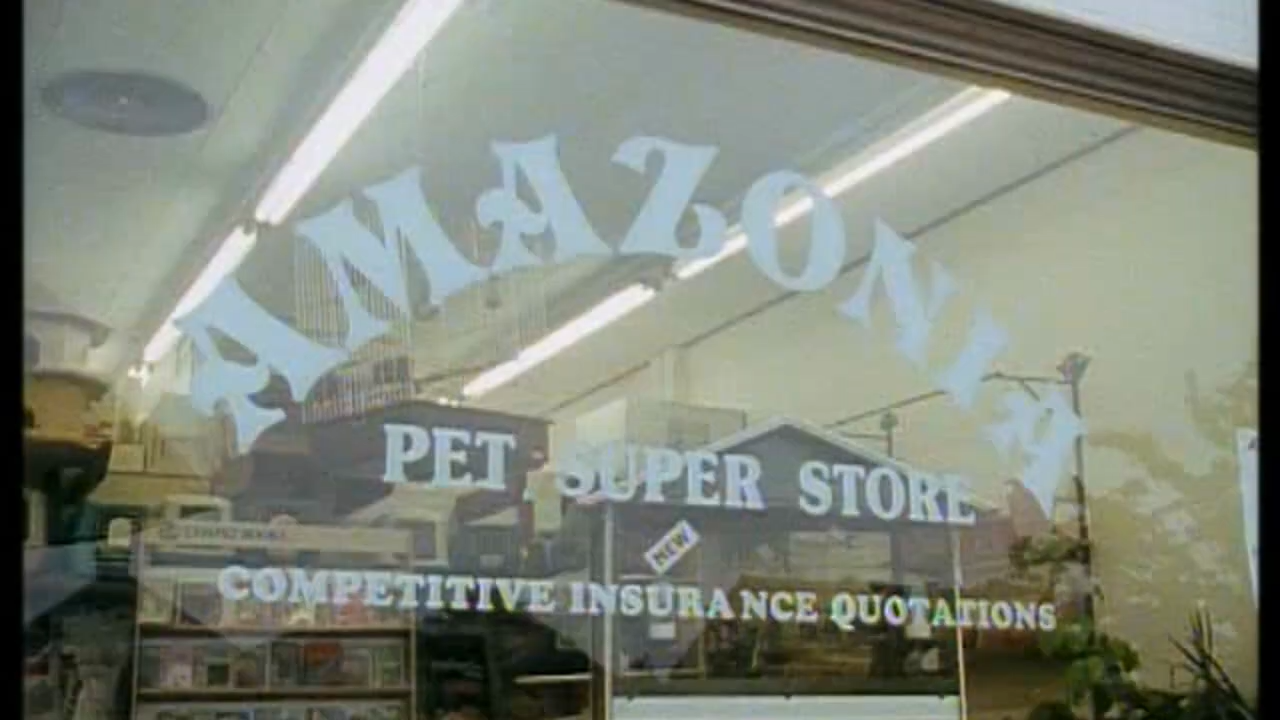 AMAZONIA
PET SUPER STORE
NEW
COMPETITIVE INSURANCE QUOTATIONS